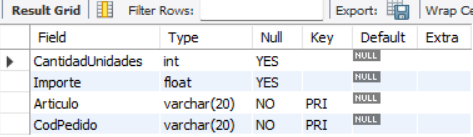 Result Grid Filter Rows: Export: Wrap Ce
Field Type Null Key Default Extra
CantidadUnidades int YES NULL
Importe float YES NULL
Articulo varchar(20) NO PRI NULL
CodPedido varchar(20) NO PRI NULL